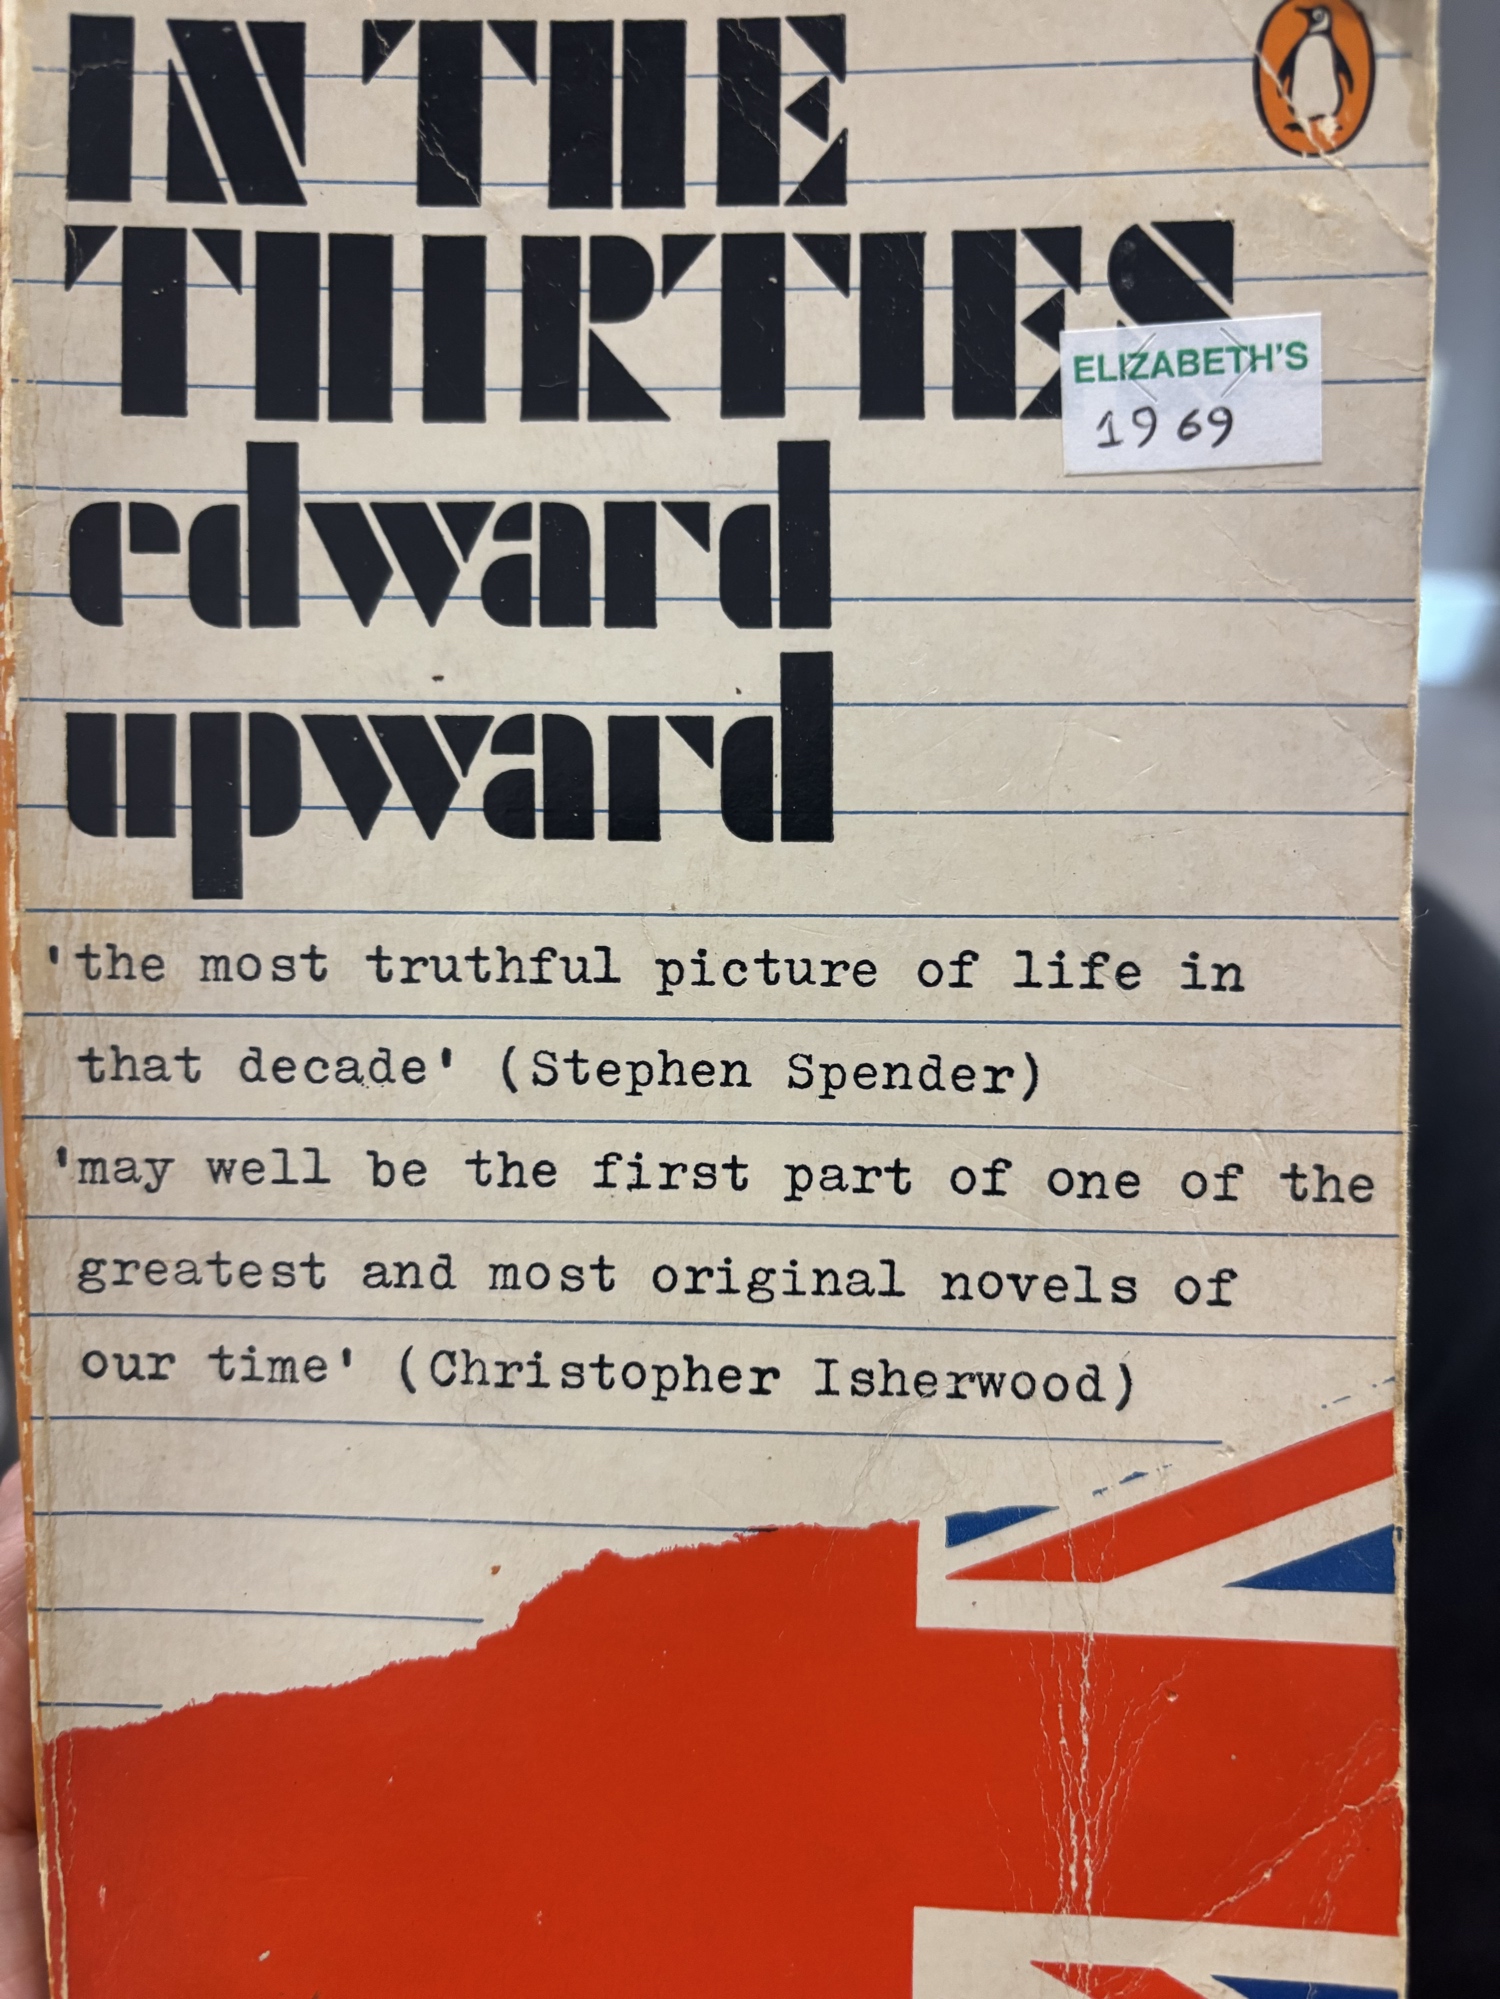 IN THE
THIRTIES
ELIZABETH'S
1969
edward
upward
'the most truthful picture of life in
that decade' (Stephen Spender)
'may well be the first part of one of the
greatest and most original novels of
our time' (Christopher Isherwood)